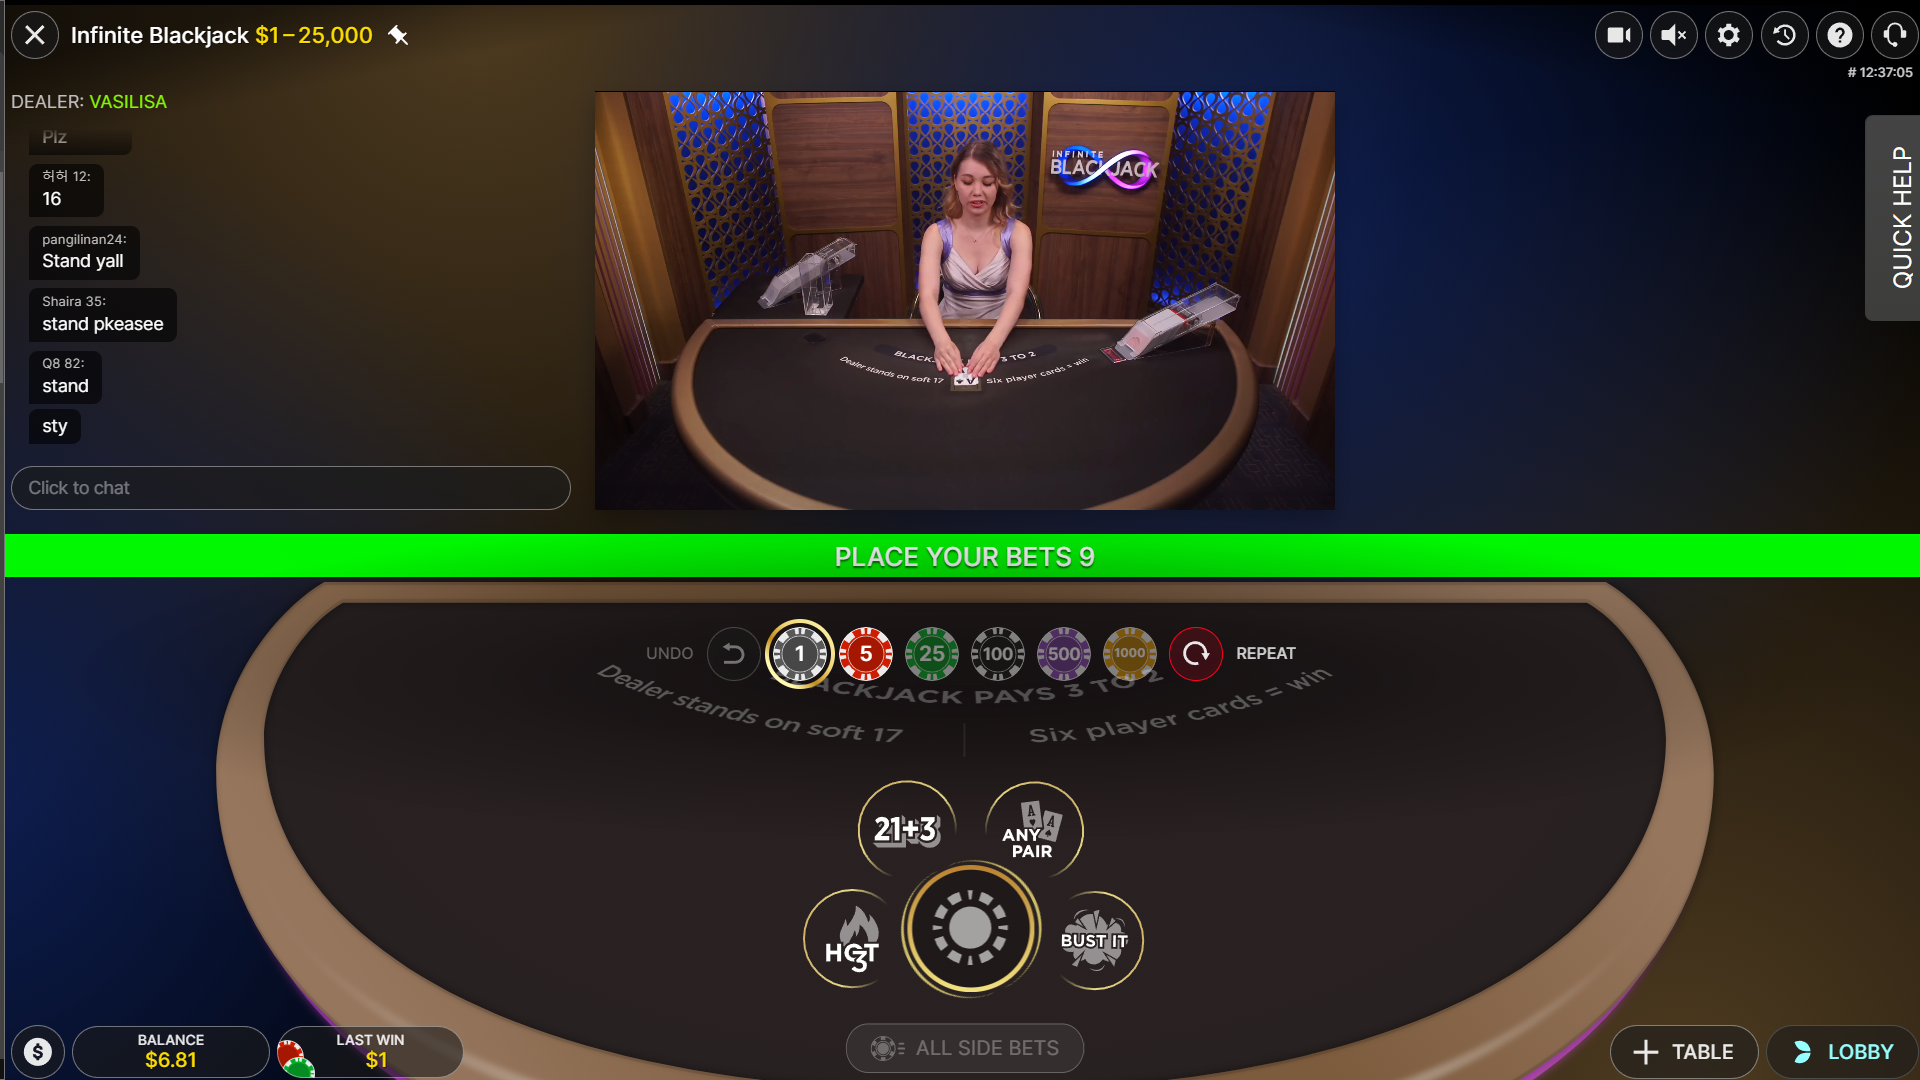 Infinite Blackjack $1–25,000
# 12:37:05
DEALER: VASILISA
Plz
허허 12:
16
pangilinan24:
Stand yall
Shaira 35:
stand pkeasee
Q8 82:
stand
sty
Click to chat
QUICK HELP
INFINITE
BLACKJACK
3 TO 2
Dealer stands on soft 17
Six player cards = win
PLACE YOUR BETS 9
UNDO
1
5
25
100
500
1000
REPEAT
BLACKJACK PAYS 3 TO 2
Dealer stands on soft 17
Six player cards = win
21+3
ANY
PAIR
HOT
3
BUST IT
ALL SIDE BETS
BALANCE
$6.81
LAST WIN
$1
TABLE
LOBBY